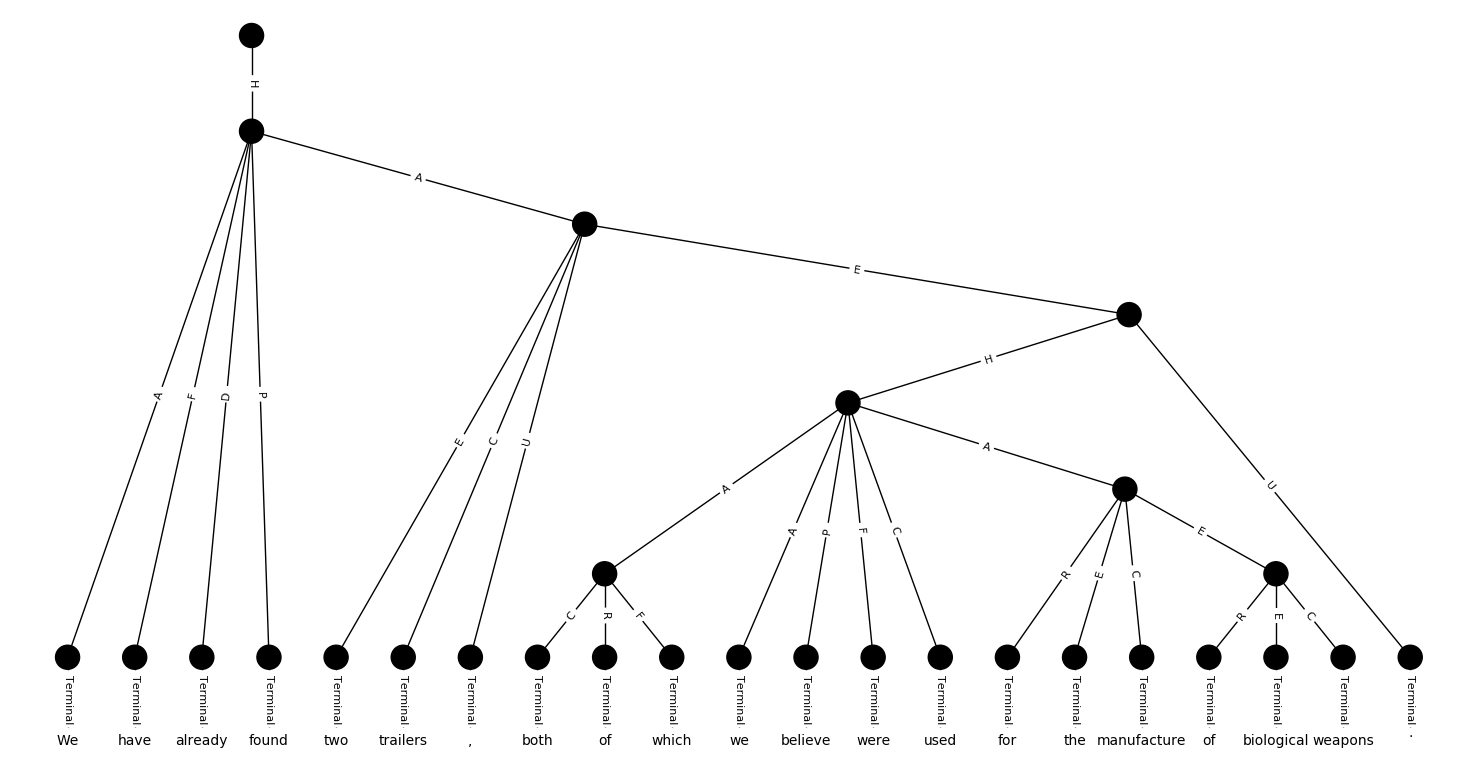 H
A
E
H
A
F
D
P
E
C
U
A
A
U
A
P
F
C
E
R
E
C
C
R
F
R
E
C
Terminal Terminal Terminal Terminal Terminal Terminal Terminal Terminal Terminal Terminal Terminal Terminal Terminal Terminal Terminal Terminal Terminal Terminal Terminal Terminal Terminal
We have already found two trailers , both of which we believe were used for the manufacture of biological weapons .